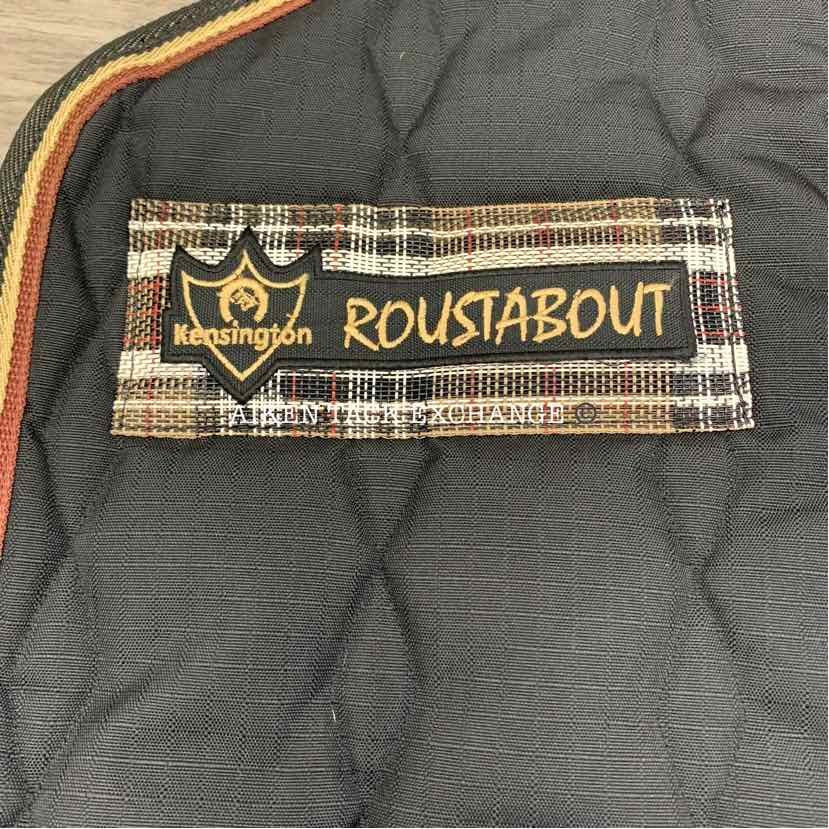 Kensington ROUSTABOUT
AIKEN TACK EXCHANGE ©